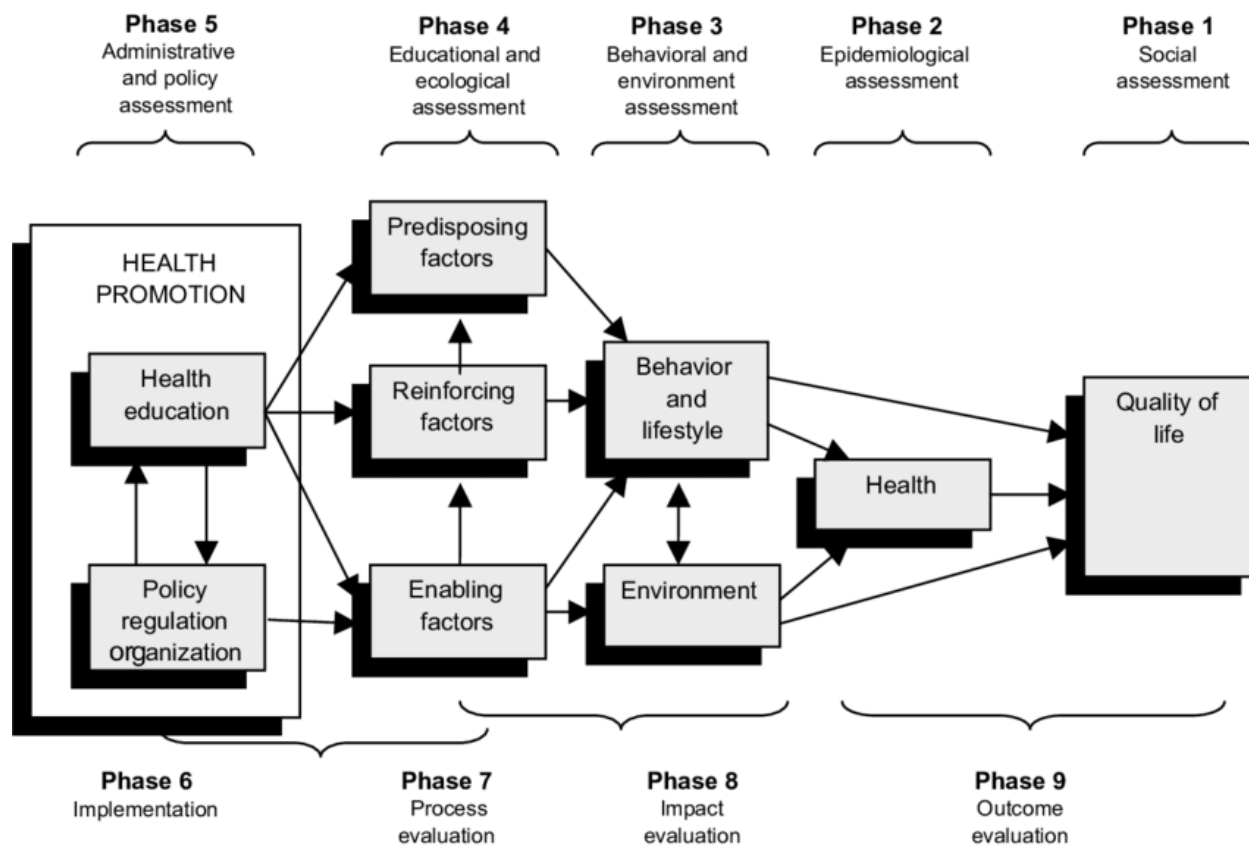 Phase 5
Administrative
and policy
assessment
Phase 4
Educational and
ecological
assessment
Phase 3
Behavioral and
environment
assessment
Phase 2
Epidemiological
assessment
Phase 1
Social
assessment
HEALTH
PROMOTION
Health
education
Policy
regulation
organization
Predisposing
factors
Reinforcing
factors
Enabling
factors
Behavior
and
lifestyle
Environment
Health
Quality of
life
Phase 6
Implementation
Phase 7
Process
evaluation
Phase 8
Impact
evaluation
Phase 9
Outcome
evaluation